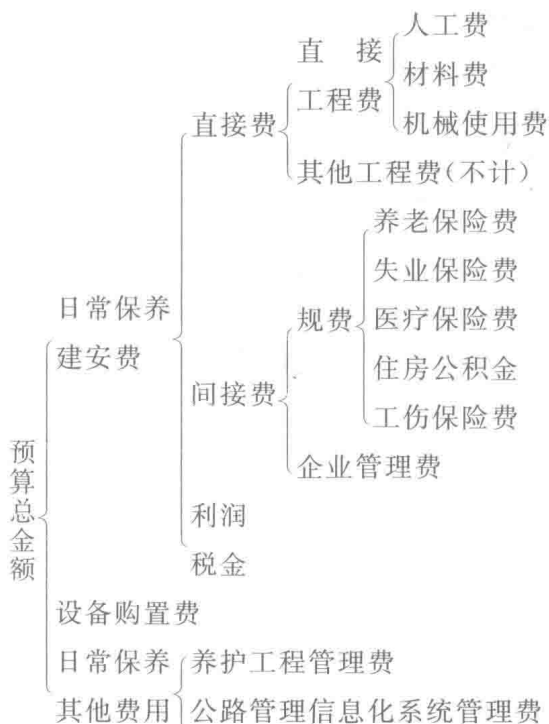 人工费
直 接
材料费
工程费
机械使用费
直接费
其他工程费(不计)
养老保险费
失业保险费
日常保养
规费
医疗保险费
建安费
住房公积金
间接费
工伤保险费
企业管理费
预算总金额
利润
税金
设备购置费
日常保养
养护工程管理费
其他费用
公路管理信息化系统管理费